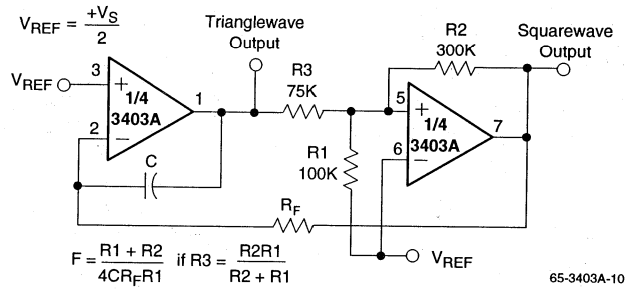 V_REF = +V_S / 2
Trianglewave
Output
R2
300K
Squarewave
Output
V_REF
3
+
1/4
3403A
1
2
−
R3
75K
5
+
1/4
3403A
7
6
−
C
R1
100K
R_F
V_REF
F = R1 + R2 / 4CR_FR1 if R3 = R2R1 / R2 + R1
65-3403A-10